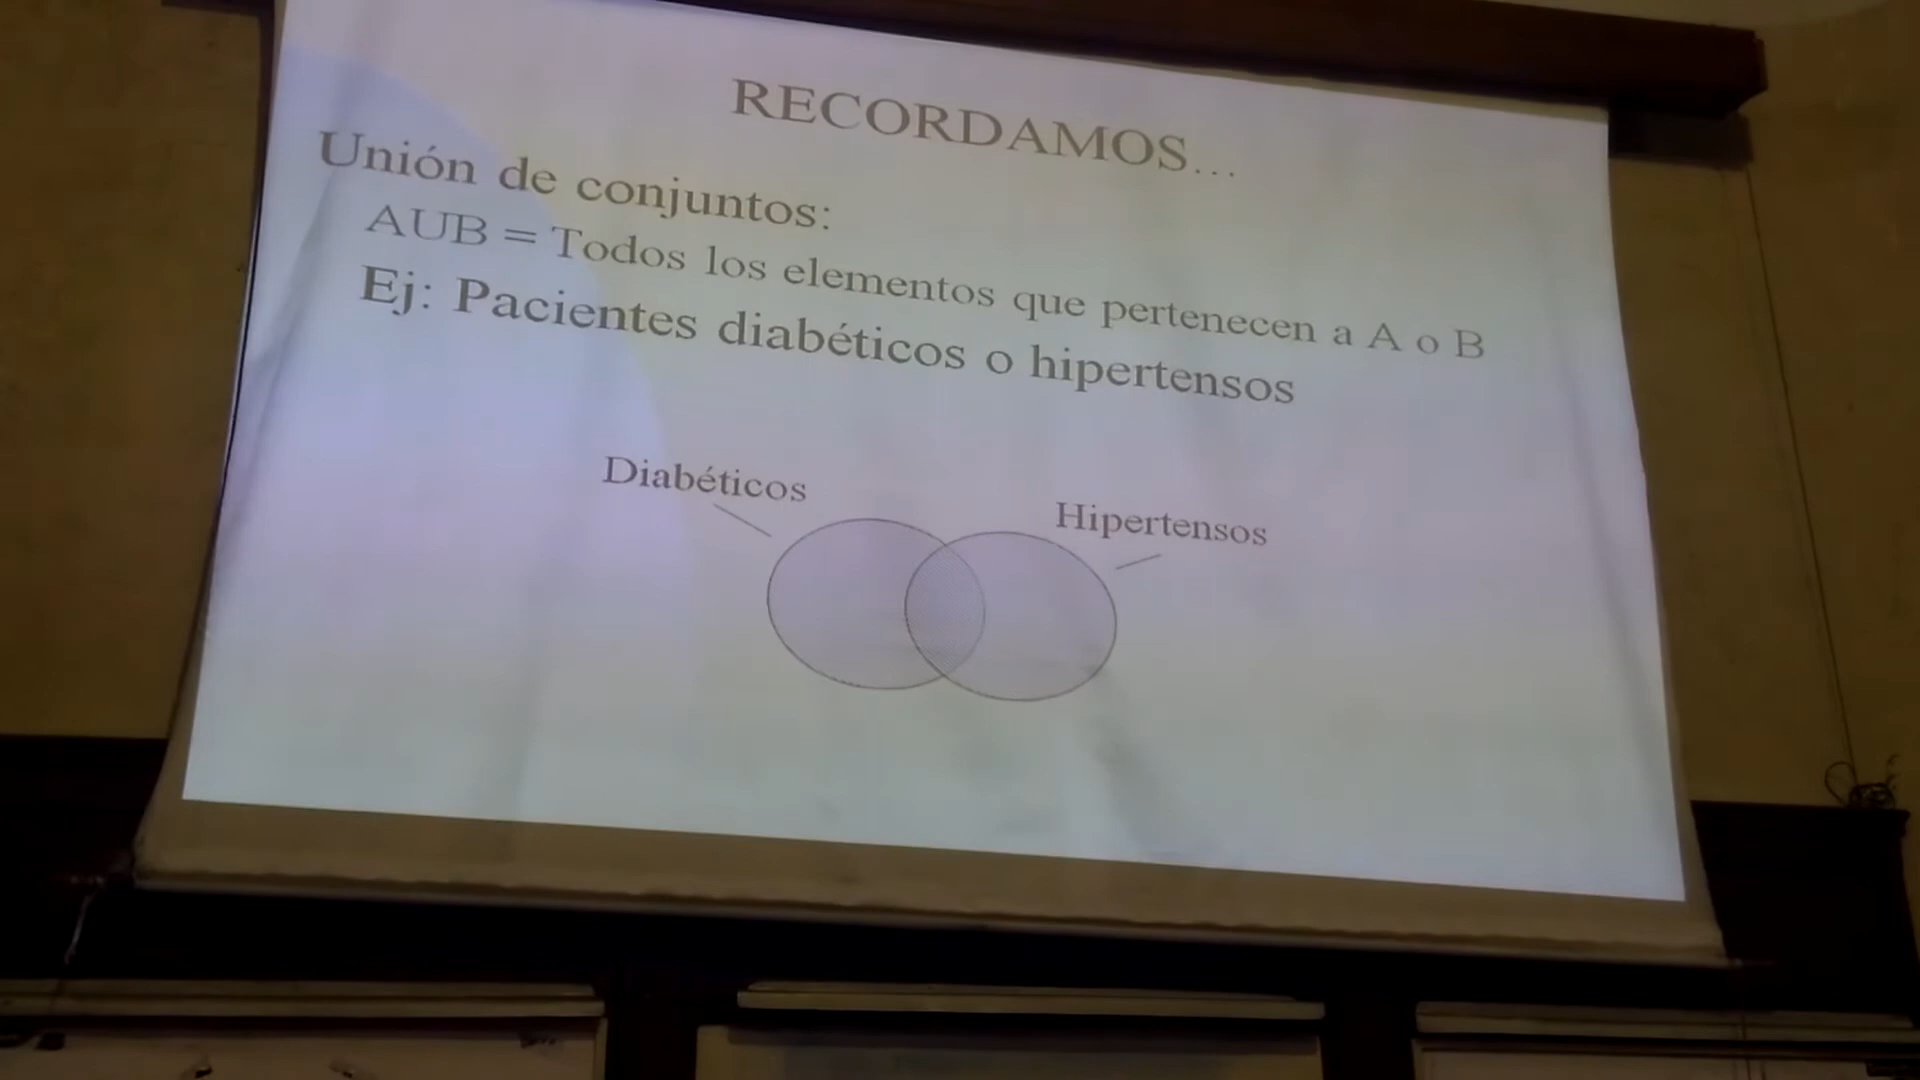 RECORDAMOS...
Unión de conjuntos:
AUB = Todos los elementos que pertenecen a A o B
Ej: Pacientes diabéticos o hipertensos
Diabéticos
Hipertensos